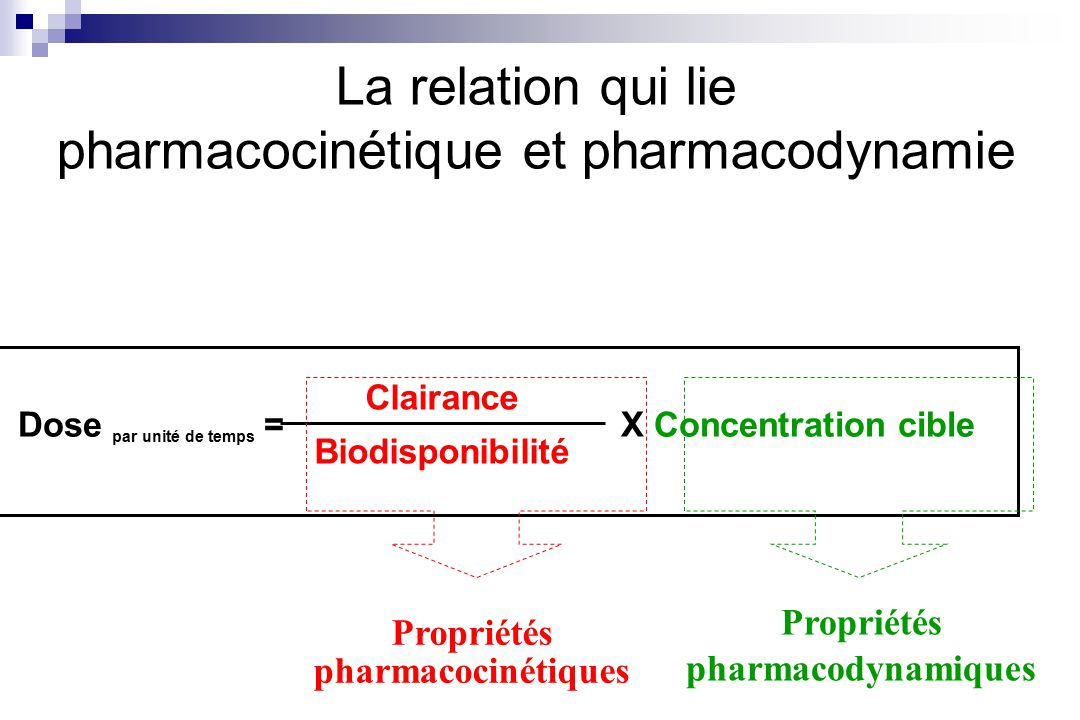 La relation qui lie
pharmacocinétique et pharmacodynamie
Clairance
Dose par unité de temps = X Concentration cible
Biodisponibilité
Propriétés
pharmacocinétiques
Propriétés
pharmacodynamiques